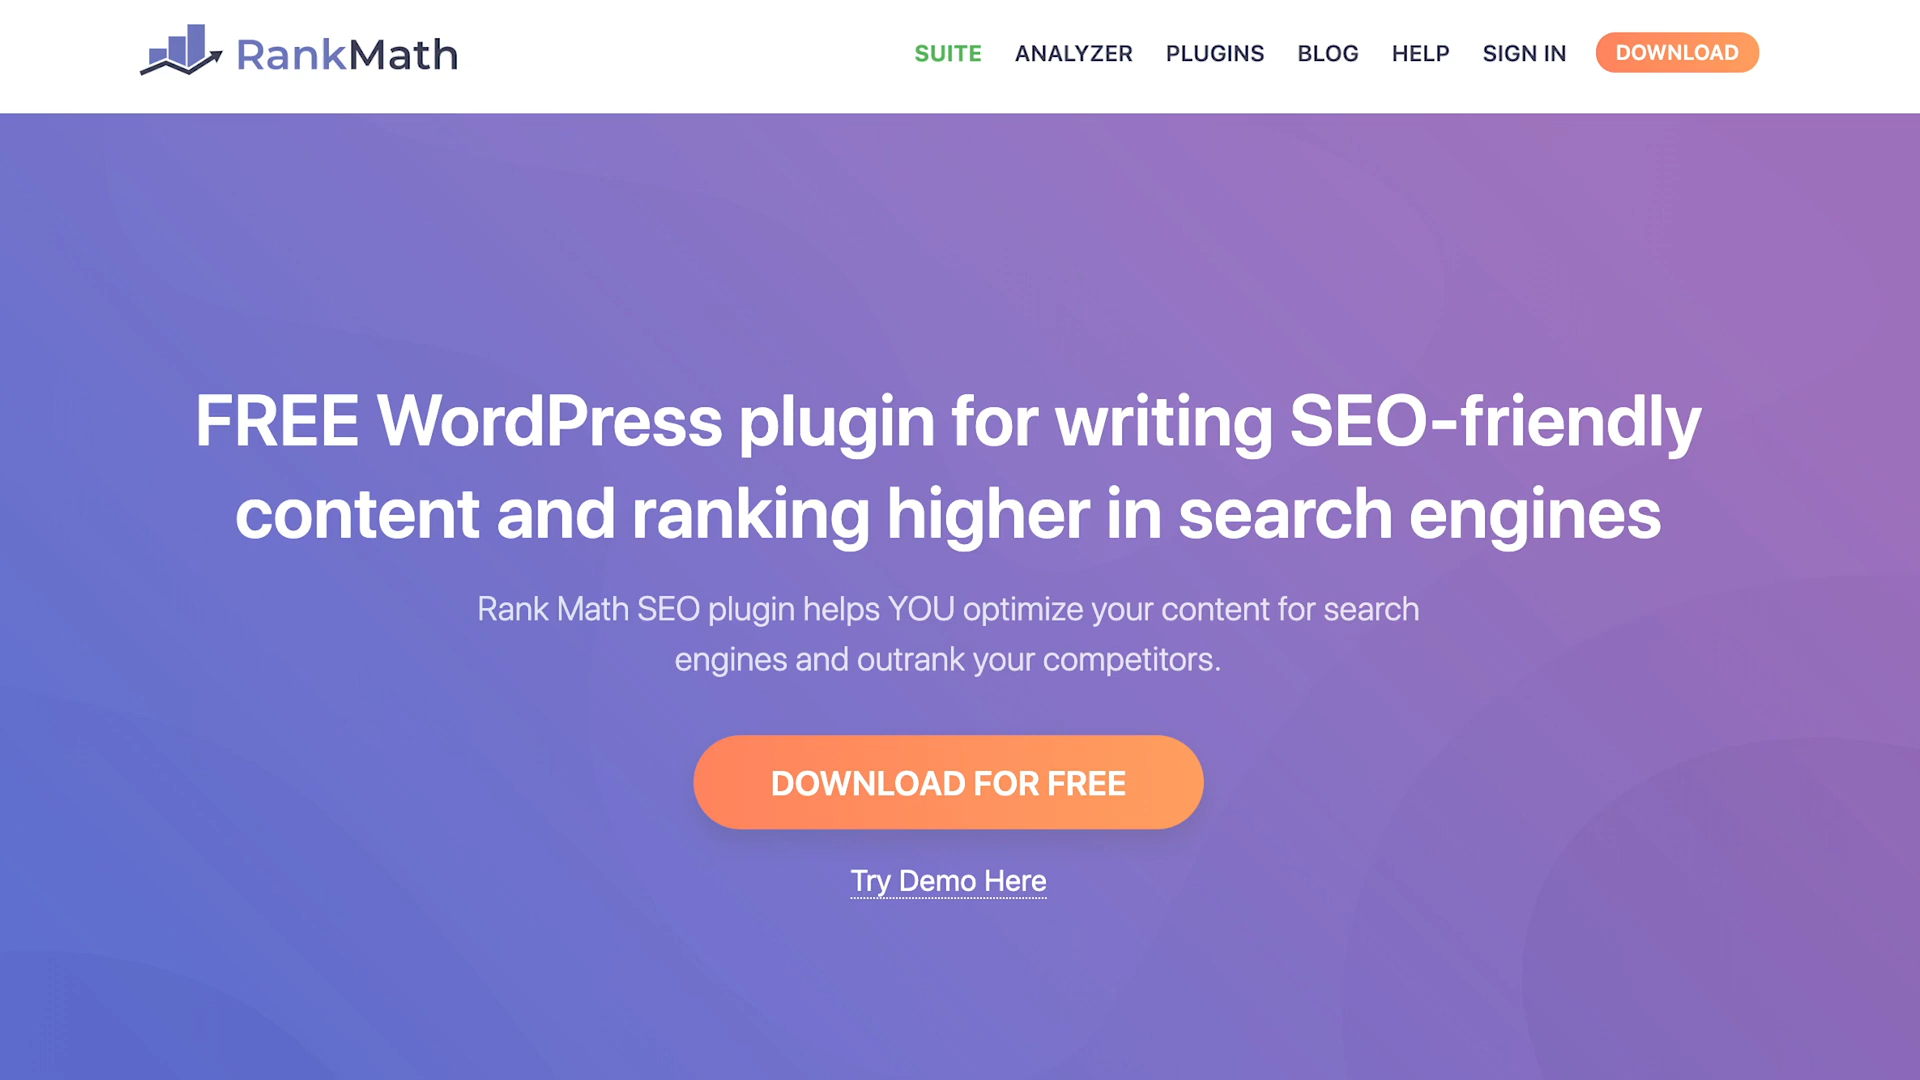 RankMath
SUITE ANALYZER PLUGINS BLOG HELP SIGN IN DOWNLOAD
FREE WordPress plugin for writing SEO-friendly
content and ranking higher in search engines
Rank Math SEO plugin helps YOU optimize your content for search
engines and outrank your competitors.
DOWNLOAD FOR FREE
Try Demo Here